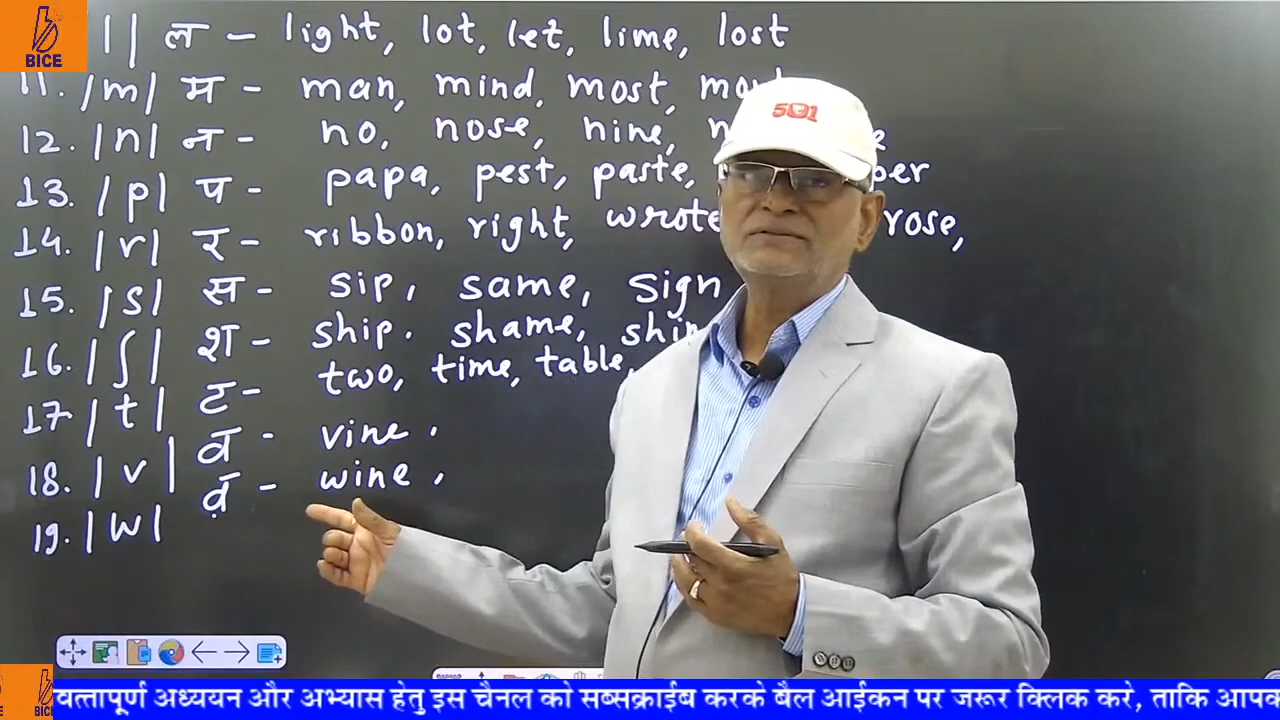 BICE
l | ल - light, lot, let, lime, lost
11. /m/ म - man, mind, most,
12. /n/ न - no, nose, nine,
13. /p/ प - papa, pest, paste,
14. /r/ र - ribbon, right, wrote rose,
15. /s/ स - sip, same, sign
16. /ʃ/ श - ship. shame,
17. /t/ ट - two, time, table,
18. /v/ व - vine,
19. /w/ व़ - wine,
501
वत्तापूर्ण अध्ययन और अभ्यास हेतु इस चैनल को सब्सक्राईब करके बैल आईकन पर जरूर क्लिक करे, ताकि आपक